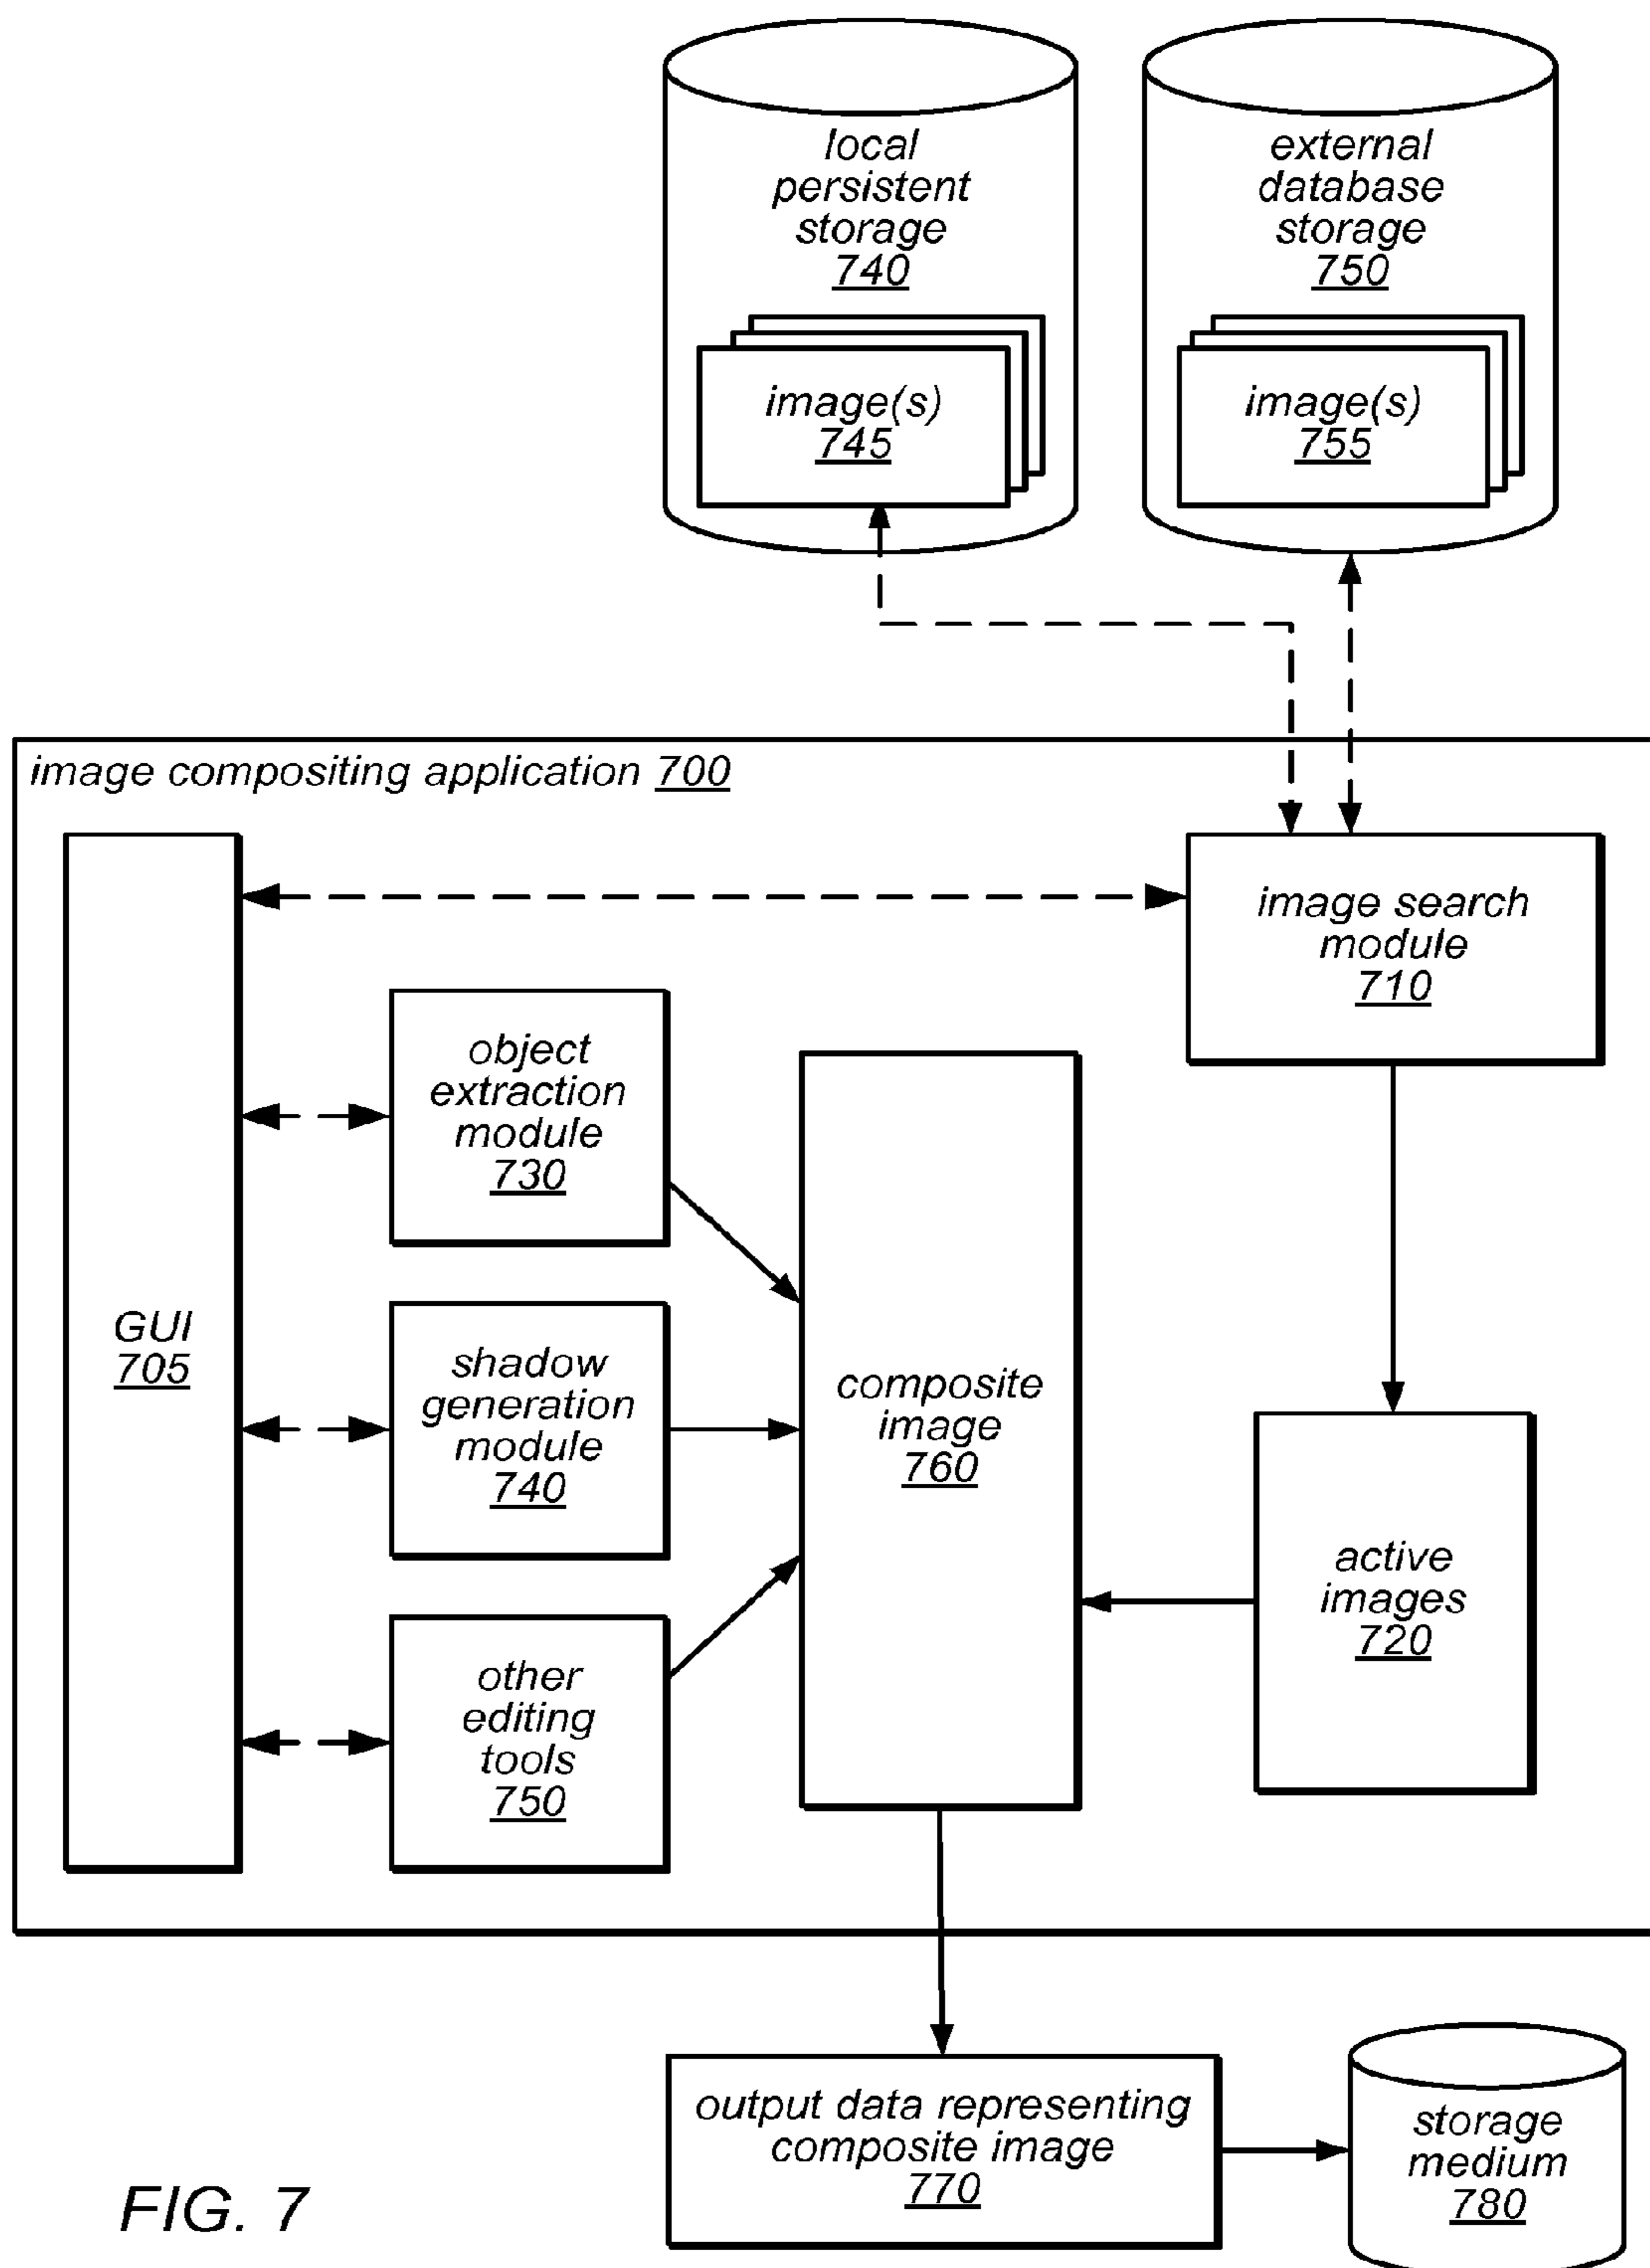 local
persistent
storage
740
image(s)
745
external
database
storage
750
image(s)
755
image compositing application 700
image search
module
710
object
extraction
module
730
GUI
705
shadow
generation
module
740
composite
image
760
active
images
720
other
editing
tools
750
output data representing
composite image
770
storage
medium
780
FIG. 7